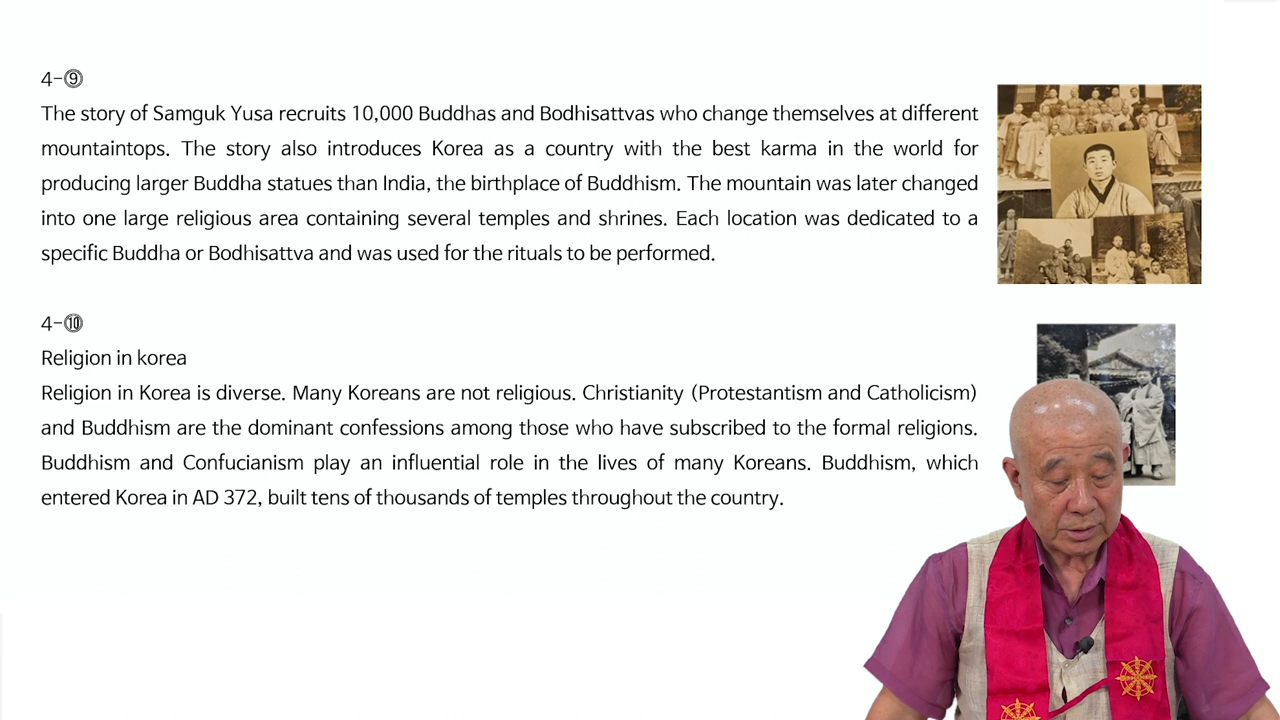 4-⑨
The story of Samguk Yusa recruits 10,000 Buddhas and Bodhisattvas who change themselves at different
mountaintops. The story also introduces Korea as a country with the best karma in the world for
producing larger Buddha statues than India, the birthplace of Buddhism. The mountain was later changed
into one large religious area containing several temples and shrines. Each location was dedicated to a
specific Buddha or Bodhisattva and was used for the rituals to be performed.
4-⑩
Religion in korea
Religion in Korea is diverse. Many Koreans are not religious. Christianity (Protestantism and Catholicism)
and Buddhism are the dominant confessions among those who have subscribed to the formal religions.
Buddhism and Confucianism play an influential role in the lives of many Koreans. Buddhism, which
entered Korea in AD 372, built tens of thousands of temples throughout the country.